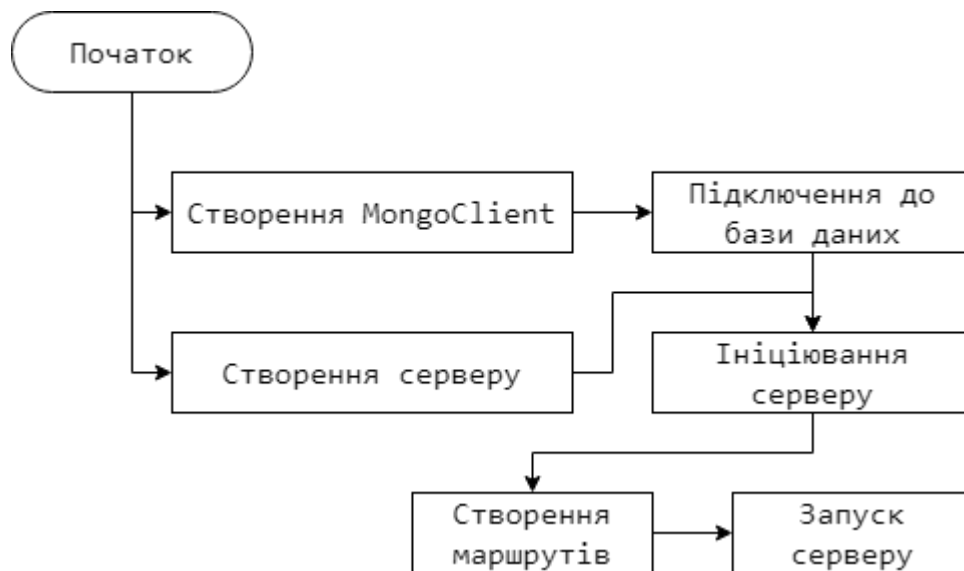 Початок
Створення MongoClient
Підключення до
бази даних
Створення серверу
Ініціювання
серверу
Створення
маршрутів
Запуск
серверу